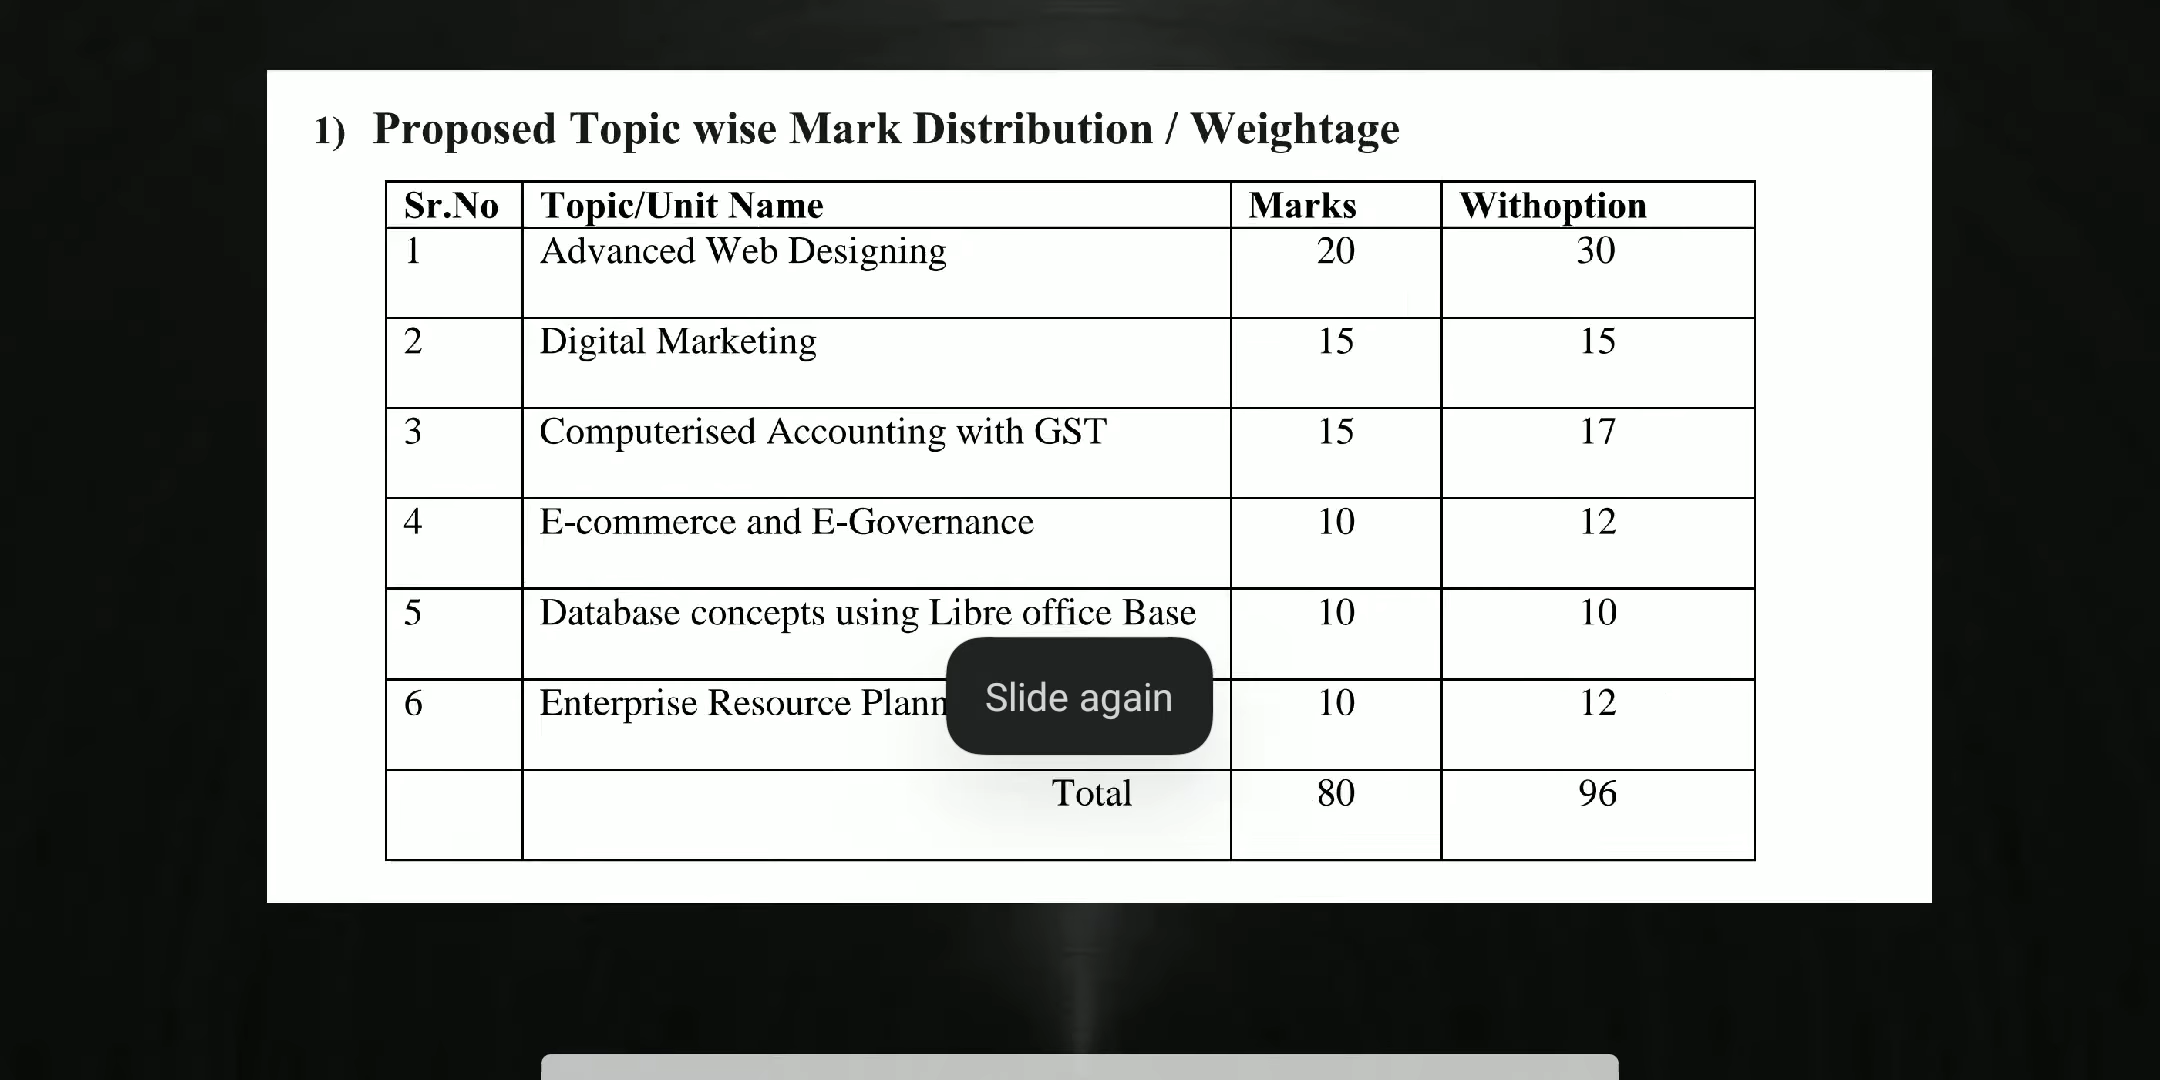 1) Proposed Topic wise Mark Distribution / Weightage
Sr.No Topic/Unit Name Marks Withoption
1 Advanced Web Designing 20 30
2 Digital Marketing 15 15
3 Computerised Accounting with GST 15 17
4 E-commerce and E-Governance 10 12
5 Database concepts using Libre office Base 10 10
6 Enterprise Resource 10 12
Slide again
Total 80 96